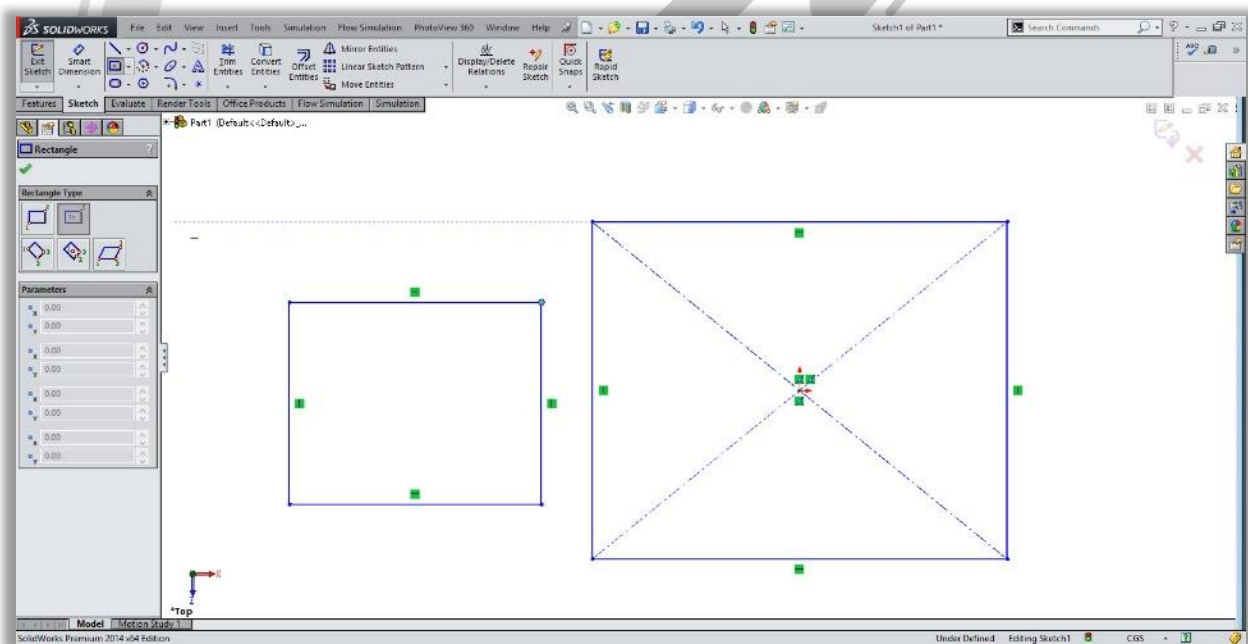 SOLIDWORKS File Edit View Insert Tools Simulation Flow Simulation PhotoView 360 Window Help Sketch1 of Part1 * Search Commands
Exit Sketch
Smart Dimension
Trim Entities
Convert Entities
Offset Entities
Mirror Entities
Linear Sketch Pattern
Move Entities
Display/Delete Relations
Repair Sketch
Quick Snaps
Rapid Sketch
Features Sketch Evaluate Render Tools Office Products Flow Simulation Simulation
Part1 (Default<<Default>_...
Rectangle ?
Rectangle Type
Parameters
x 0.00
y 0.00
x 0.00
y 0.00
x 0.00
y 0.00
x 0.00
y 0.00
X
Z
*Top
Model Motion Study 1
SolidWorks Premium 2014 x64 Edition Under Defined Editing Sketch1 CGS